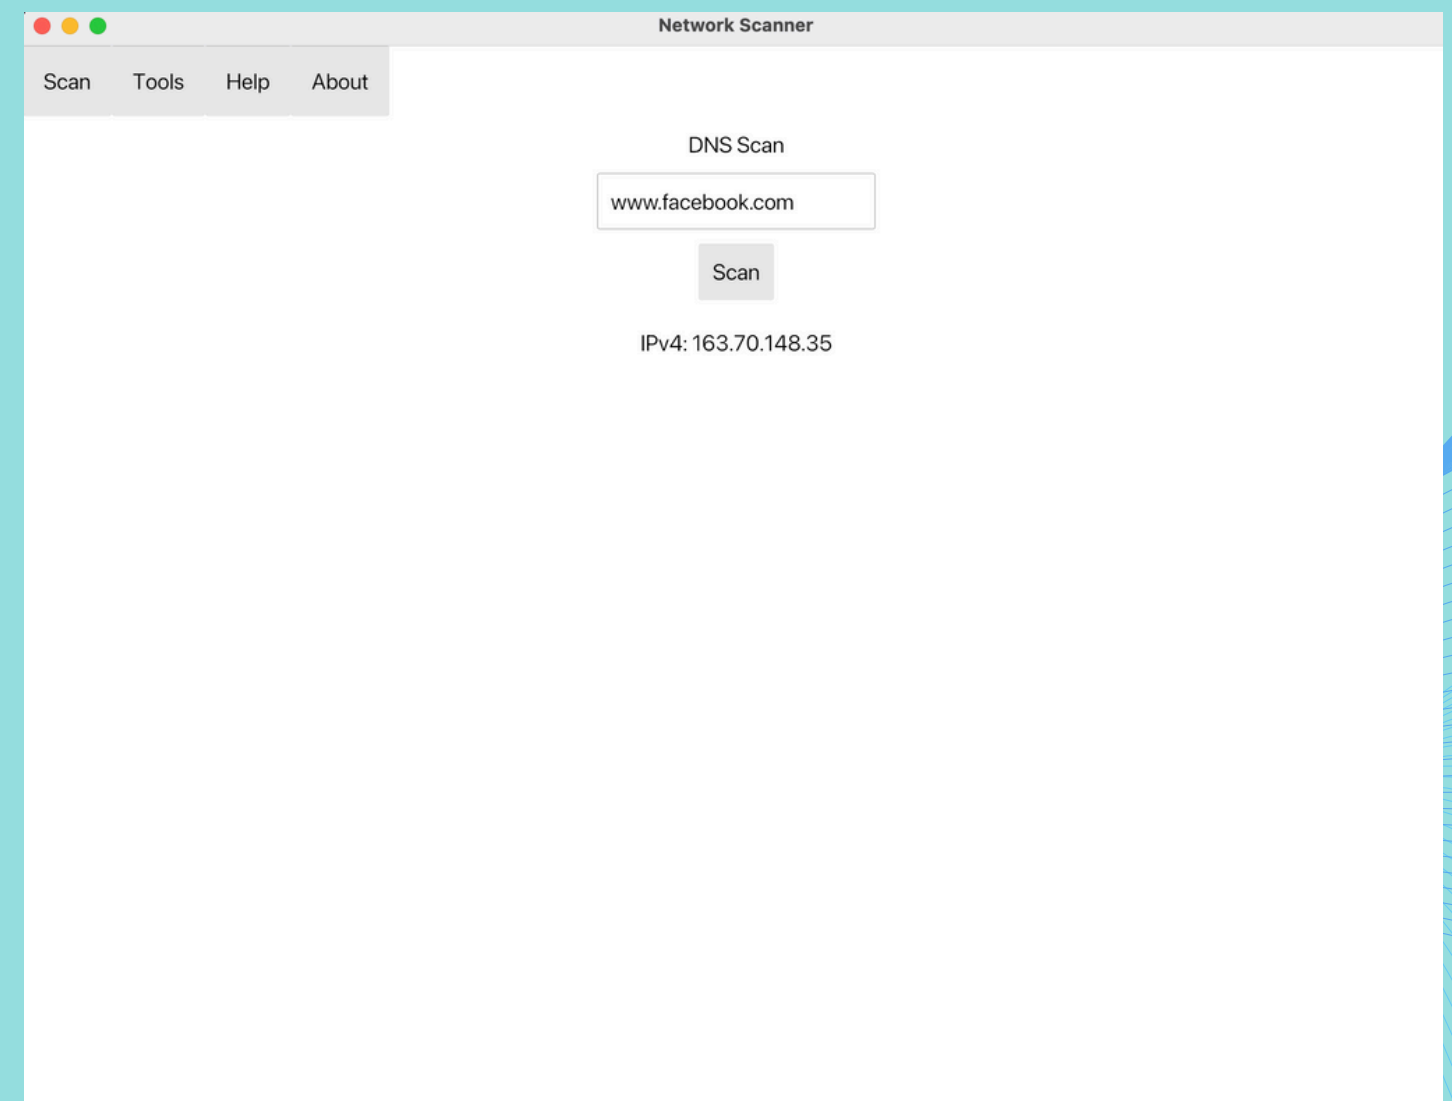 Network Scanner
Scan Tools Help About
DNS Scan
www.facebook.com
Scan
IPv4: 163.70.148.35